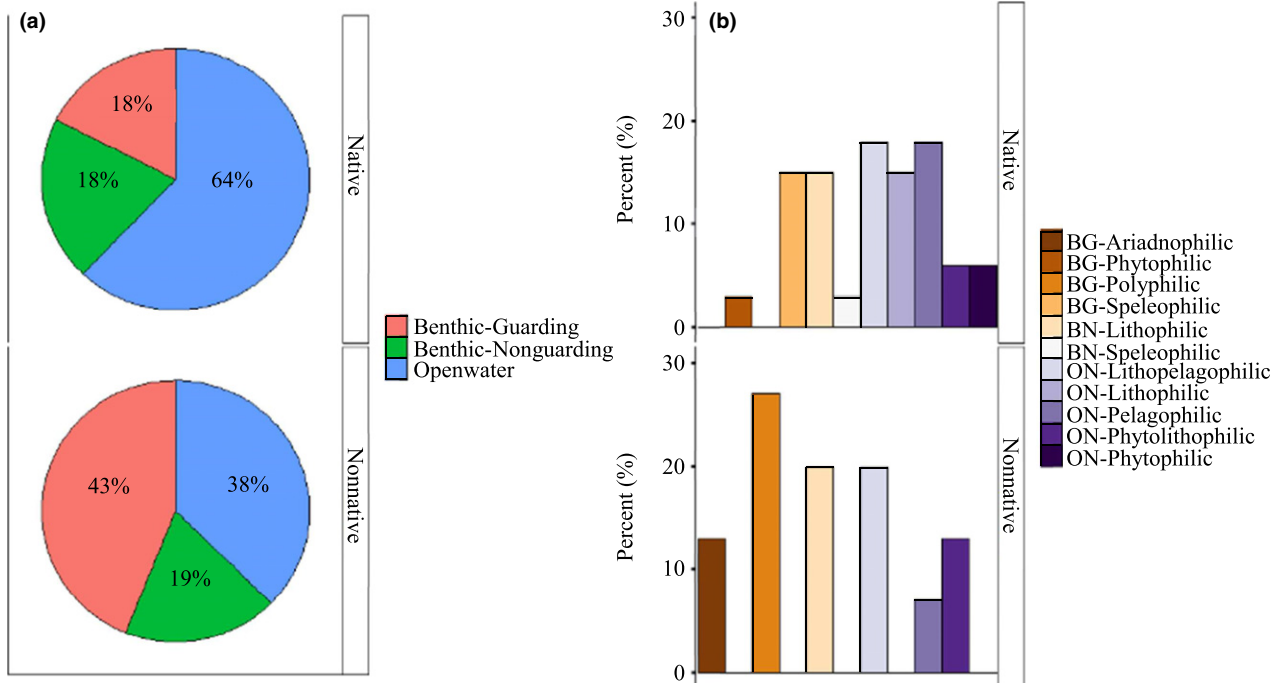 (a)
18%
18%
64%
Native
43%
38%
19%
Nonnative
Benthic-Guarding
Benthic-Nonguarding
Openwater
(b)
30
20
10
0
Percent (%)
Native
30
20
10
0
Percent (%)
Nonnative
BG-Ariadnophilic
BG-Phytophilic
BG-Polyphilic
BG-Speleophilic
BN-Lithophilic
BN-Speleophilic
ON-Lithopelagophilic
ON-Lithophilic
ON-Pelagophilic
ON-Phytolithophilic
ON-Phytophilic